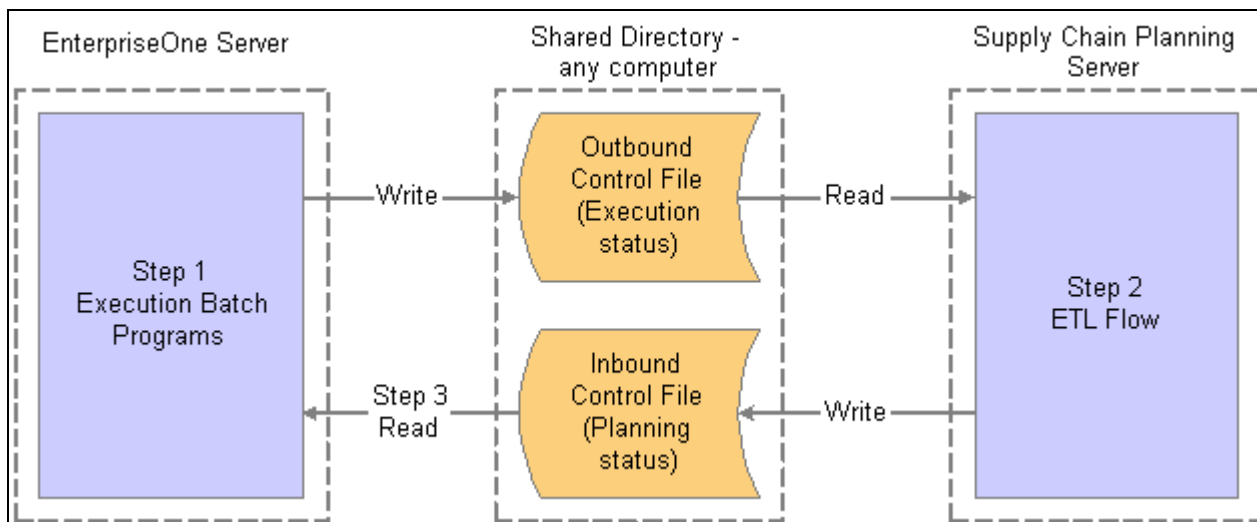 EnterpriseOne Server
Shared Directory -
any computer
Supply Chain Planning
Server
Step 1
Execution Batch
Programs
Write
Outbound
Control File
(Execution
status)
Read
Step 2
ETL Flow
Step 3
Read
Inbound
Control File
(Planning
status)
Write